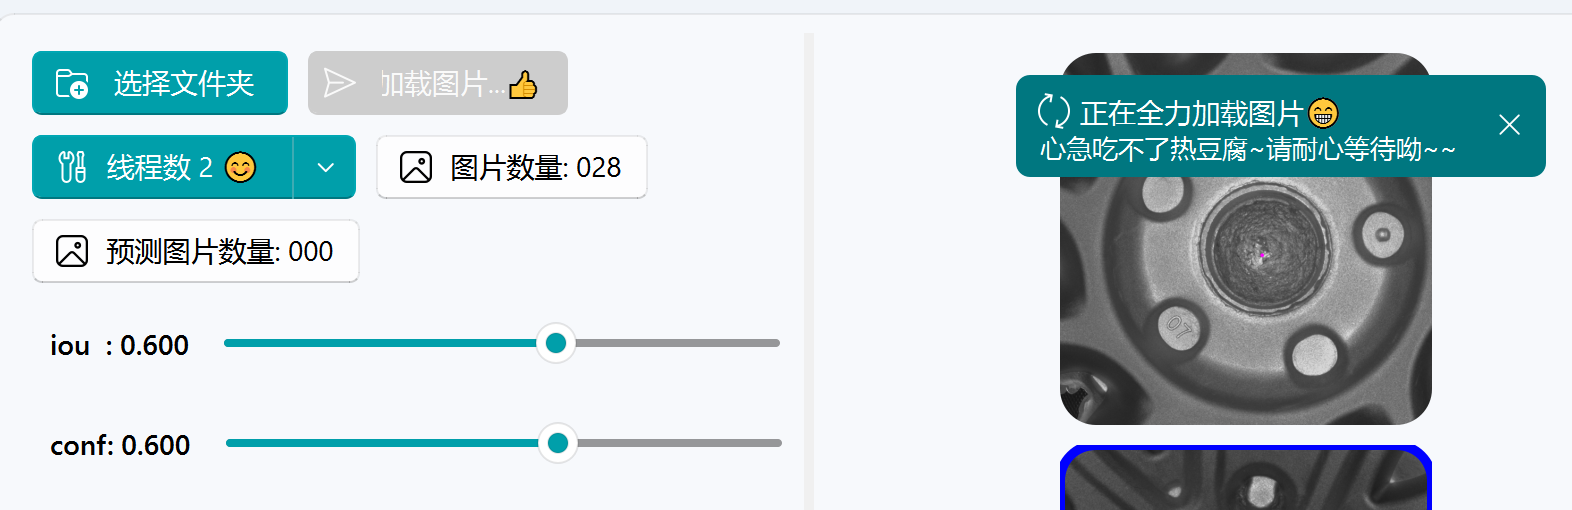 选择文件夹
加载图片...👍
线程数 2 😊
图片数量: 028
预测图片数量: 000
iou : 0.600
conf: 0.600
正在全力加载图片😁
心急吃不了热豆腐~请耐心等待呦~~
07